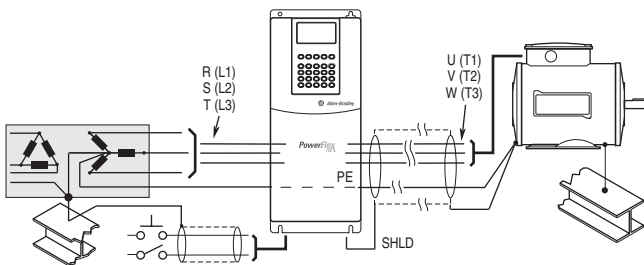 R (L1)
S (L2)
T (L3)
Allen-Bradley
PowerFlex
U (T1)
V (T2)
W (T3)
PE
SHLD